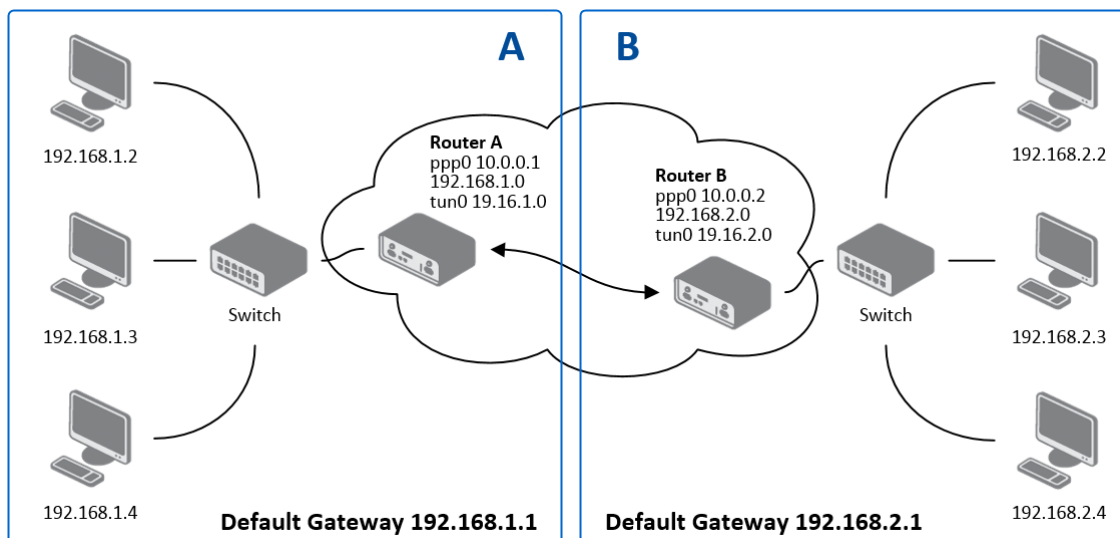 A
B
192.168.1.2
192.168.2.2
Router A
ppp0 10.0.0.1
192.168.1.0
tun0 19.16.1.0
Router B
ppp0 10.0.0.2
192.168.2.0
tun0 19.16.2.0
192.168.1.3
Switch
Switch
192.168.2.3
192.168.1.4
192.168.2.4
Default Gateway 192.168.1.1
Default Gateway 192.168.2.1